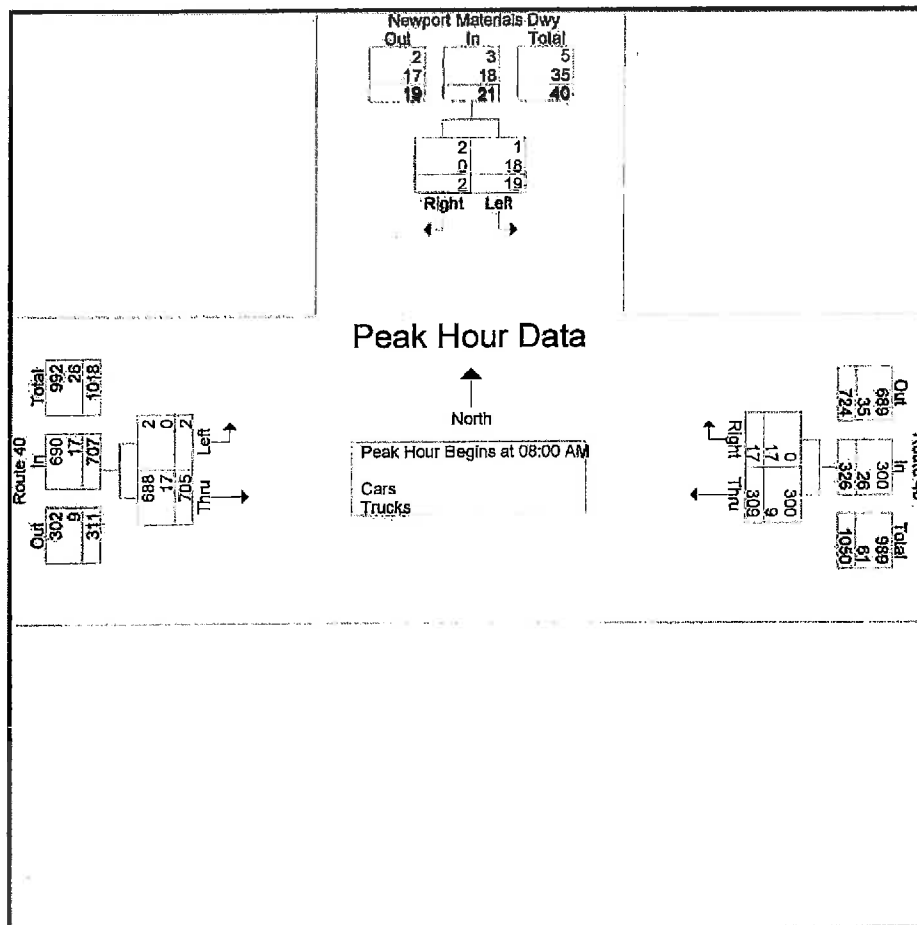 Newport Materials Dwy
Out In Total
2 3 5
17 18 35
19 21 40
2 1
0 18
2 19
Right Left
Peak Hour Data
North
Peak Hour Begins at 08:00 AM
Cars
Trucks
Route 40
Total
992
26
1018
In
690
17
707
Out
302
9
311
Left
2
0
2
Thru
688
17
705
Right
0
17
17
Thru
300
9
309
Out
689
35
724
In
300
26
326
Total
989
61
1050